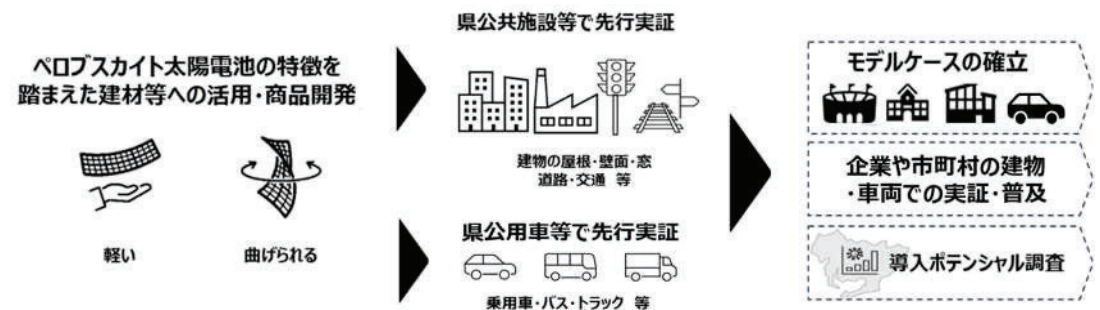 ペロブスカイト太陽電池の特徴を
踏まえた建材等への活用・商品開発
軽い
曲げられる
県公共施設等で先行実証
建物の屋根・壁面・窓
道路・交通 等
県公用車等で先行実証
乗用車・バス・トラック 等
モデルケースの確立
企業や市町村の建物
・車両での実証・普及
導入ポテンシャル調査